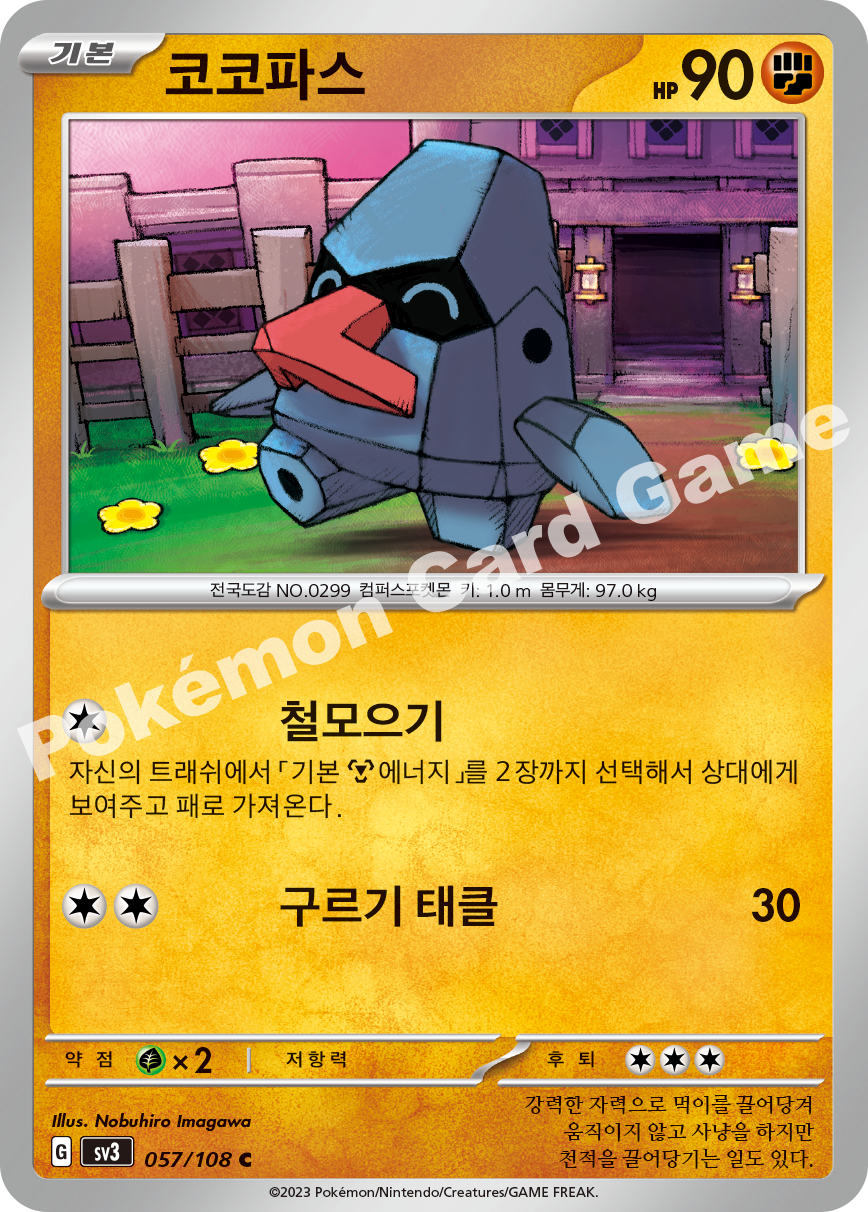 기본 코코파스 HP 90
전국도감 NO.0299 컴퍼스포켓몬 키: 1.0 m 몸무게: 97.0 kg
Pokémon Card Game
철모으기
자신의 트래쉬에서 「기본 에너지」를 2장까지 선택해서 상대에게
보여주고 패로 가져온다.
구르기 태클 30
약점 ×2 저항력 후퇴
Illus. Nobuhiro Imagawa
강력한 자력으로 먹이를 끌어당겨
움직이지 않고 사냥을 하지만
천적을 끌어당기는 일도 있다.
G sv3 057/108 C
©2023 Pokémon/Nintendo/Creatures/GAME FREAK.